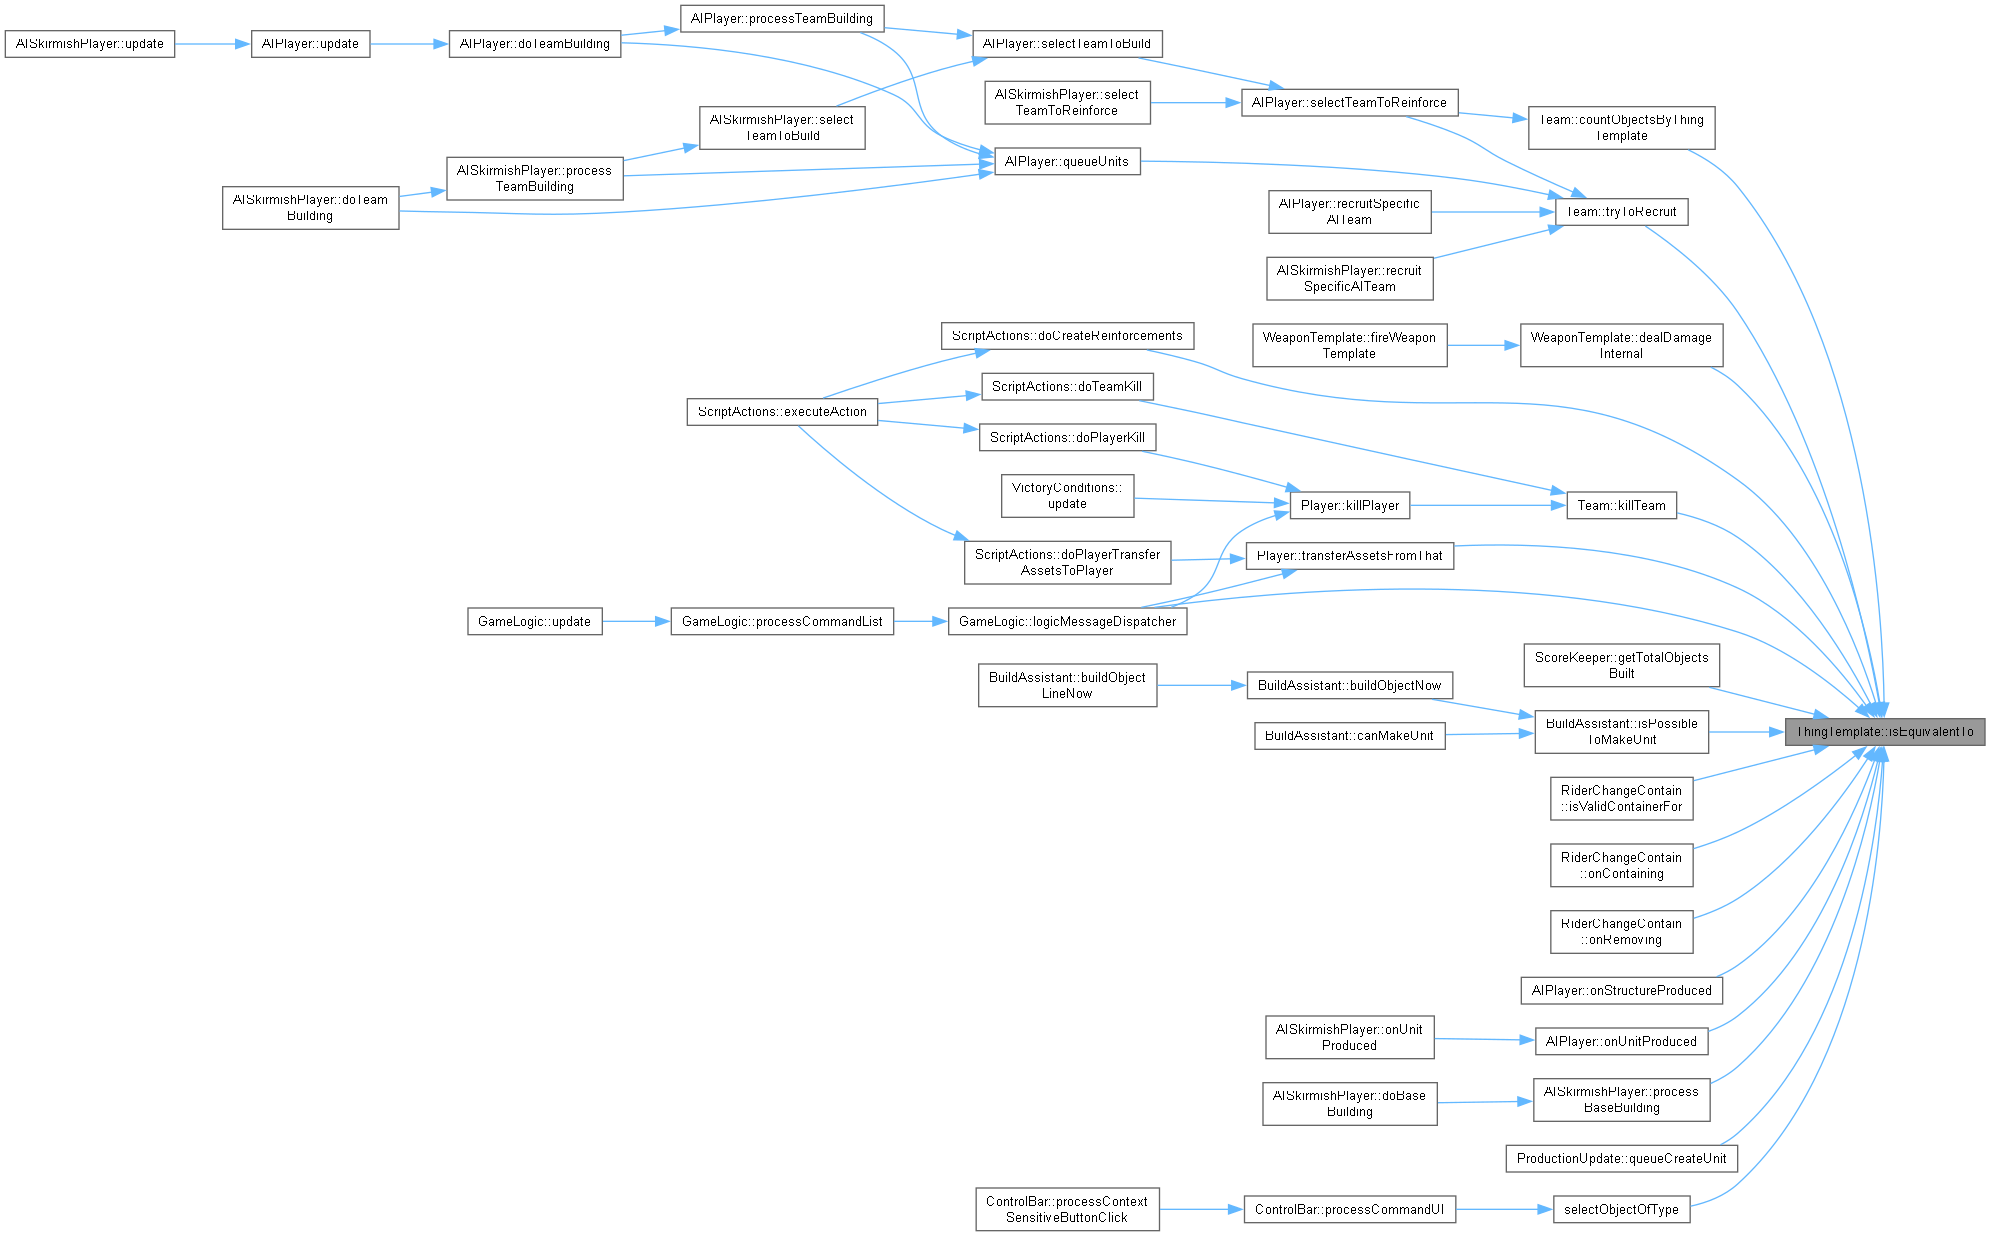 AIPlayer::processTeamBuilding
AISkirmishPlayer::update
AIPlayer::update
AIPlayer::doTeamBuilding
AIPlayer::selectTeamToBuild
AISkirmishPlayer::select
TeamToReinforce
AIPlayer::selectTeamToReinforce
Team::countObjectsByThing
Template
AISkirmishPlayer::select
TeamToBuild
AIPlayer::queueUnits
AISkirmishPlayer::process
TeamBuilding
AISkirmishPlayer::doTeam
Building
AIPlayer::recruitSpecific
AITeam
Team::tryToRecruit
AISkirmishPlayer::recruit
SpecificAITeam
ScriptActions::doCreateReinforcements
WeaponTemplate::fireWeapon
Template
WeaponTemplate::dealDamage
Internal
ScriptActions::doTeamKill
ScriptActions::executeAction
ScriptActions::doPlayerKill
VictoryConditions::
update
Player::killPlayer
Team::killTeam
ScriptActions::doPlayerTransfer
AssetsToPlayer
Player::transferAssetsFromThat
GameLogic::update
GameLogic::processCommandList
GameLogic::logicMessageDispatcher
ScoreKeeper::getTotalObjects
Built
BuildAssistant::buildObject
LineNow
BuildAssistant::buildObjectNow
BuildAssistant::canMakeUnit
BuildAssistant::isPossible
ToMakeUnit
ThingTemplate::isEquivalentTo
RiderChangeContain
::isValidContainerFor
RiderChangeContain
::onContaining
RiderChangeContain
::onRemoving
AIPlayer::onStructureProduced
AISkirmishPlayer::onUnit
Produced
AIPlayer::onUnitProduced
AISkirmishPlayer::doBase
Building
AISkirmishPlayer::process
BaseBuilding
ProductionUpdate::queueCreateUnit
ControlBar::processContext
SensitiveButtonClick
ControlBar::processCommandUI
selectObjectOfType